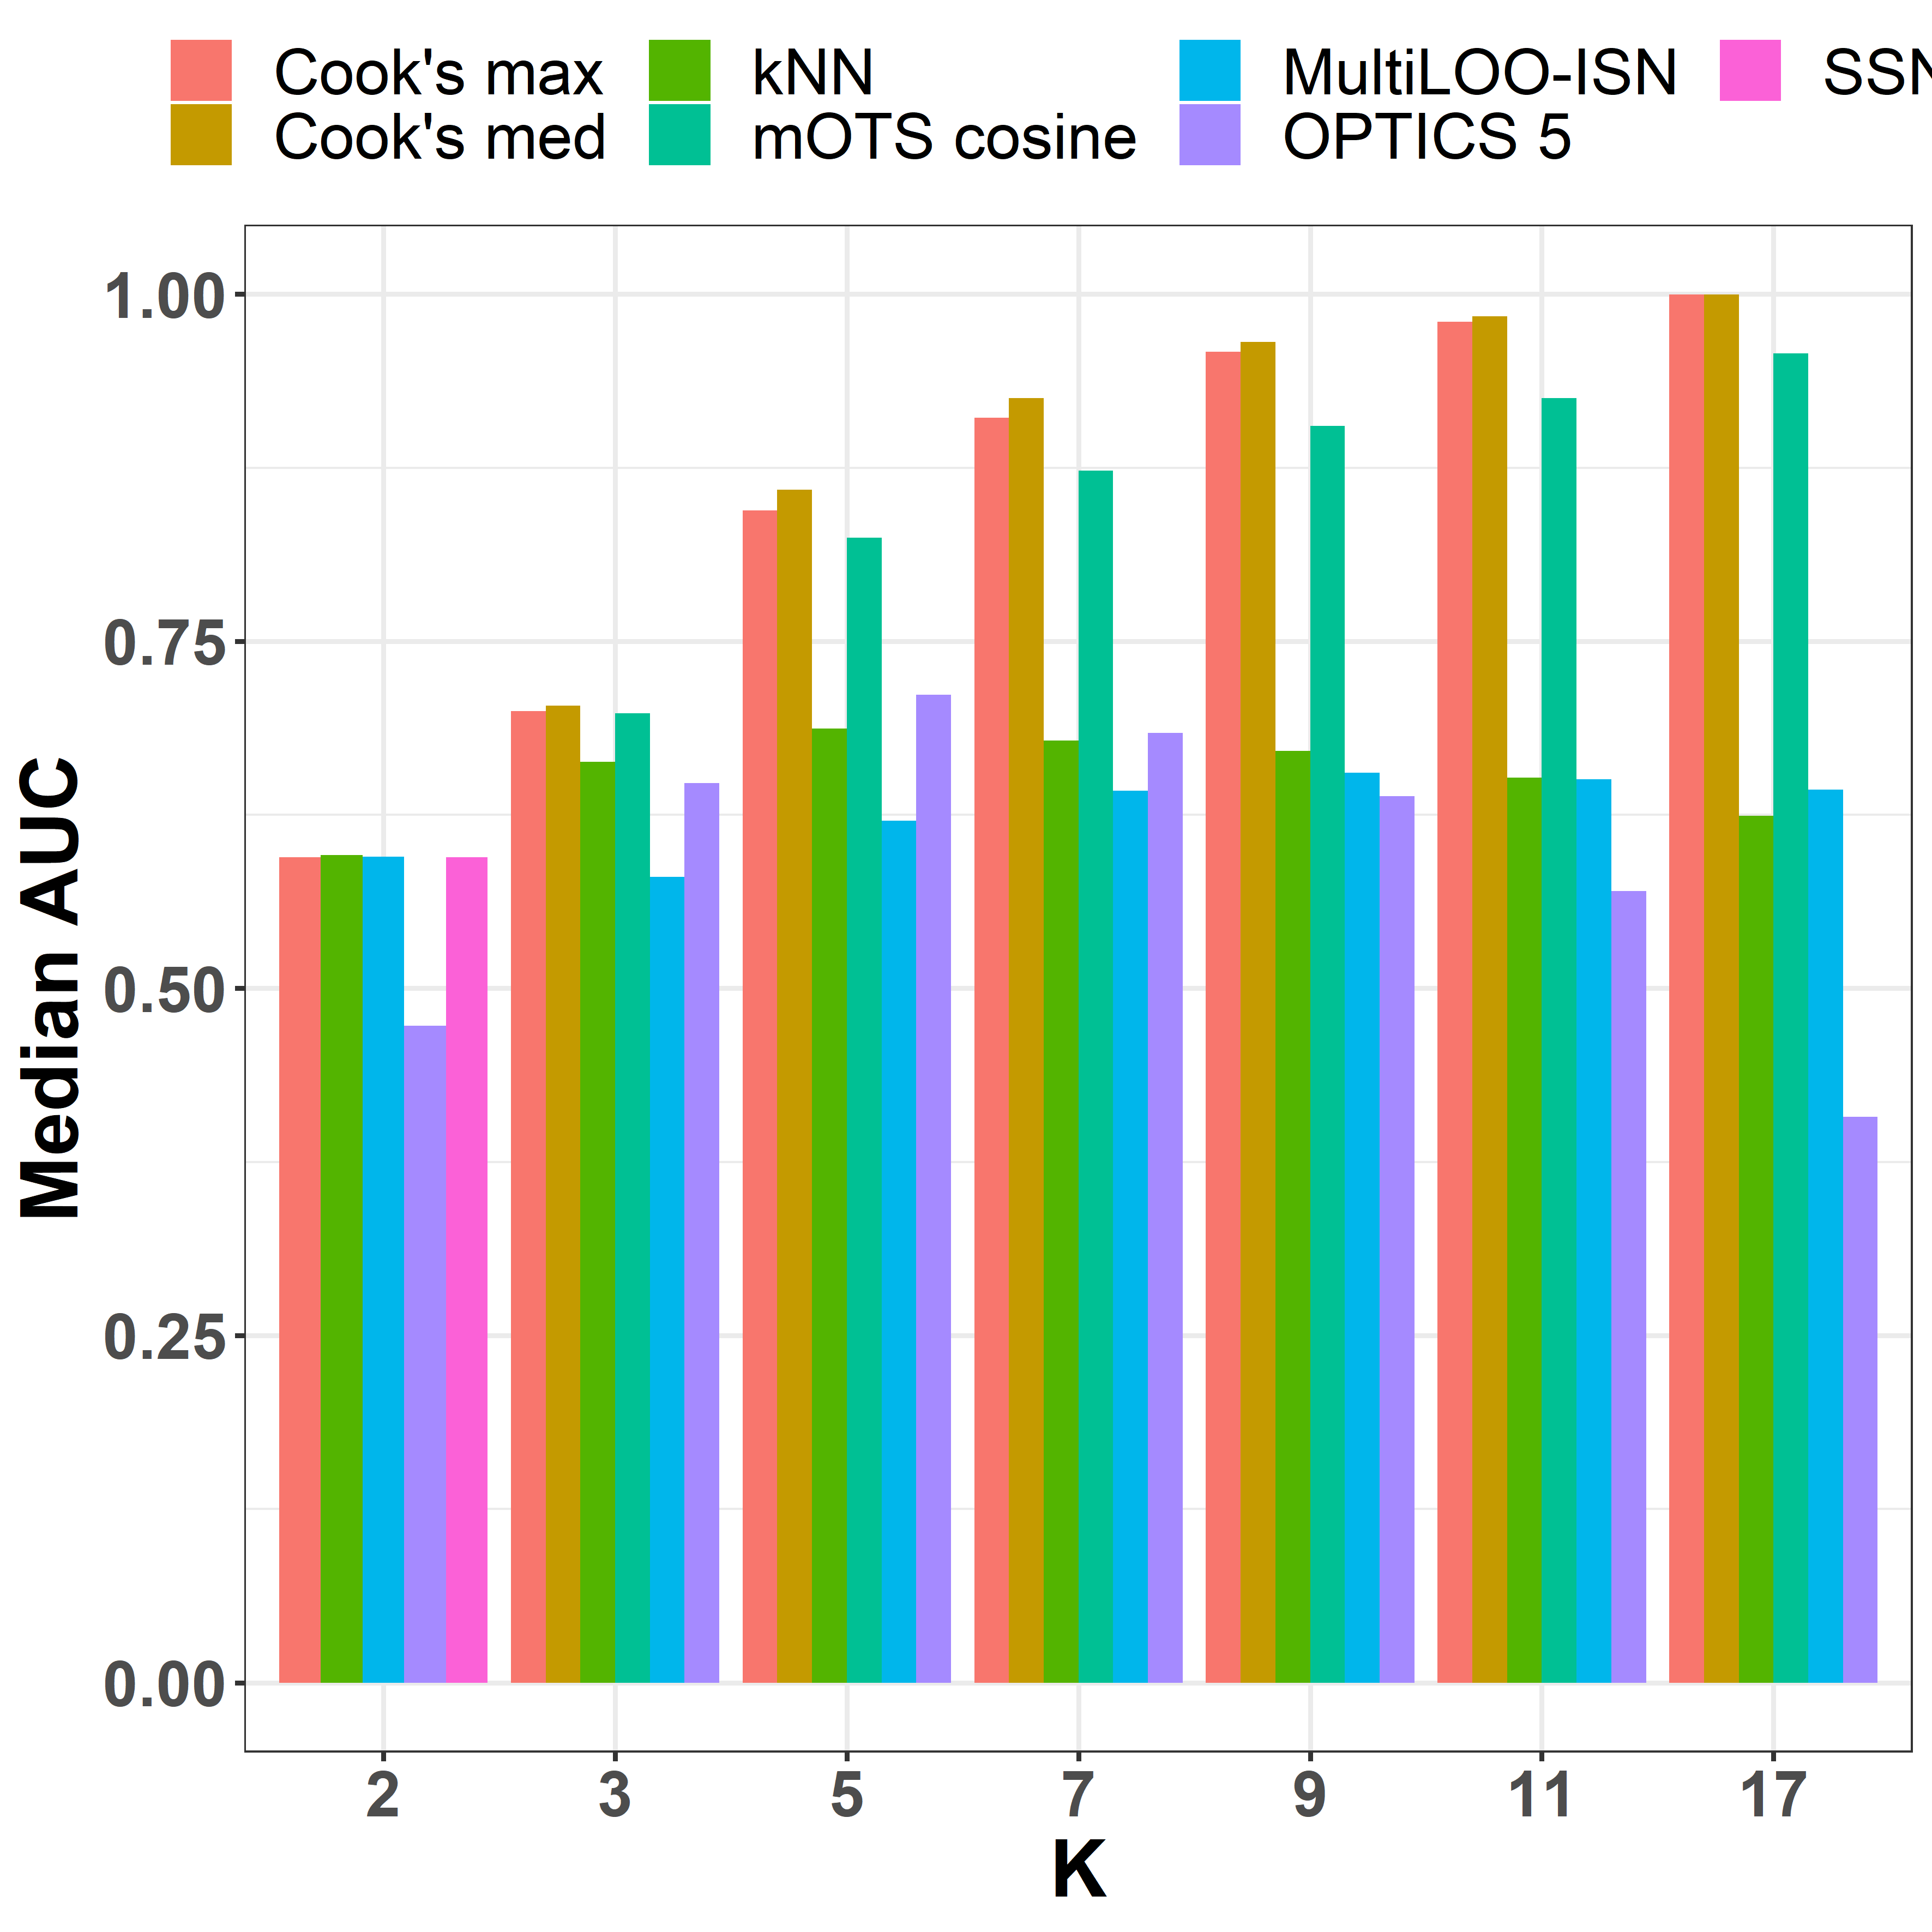 Cook's max kNN MultiLOO-ISN SSN
Cook's med mOTS cosine OPTICS 5
Median AUC
1.00
0.75
0.50
0.25
0.00
2 3 5 7 9 11 17
K